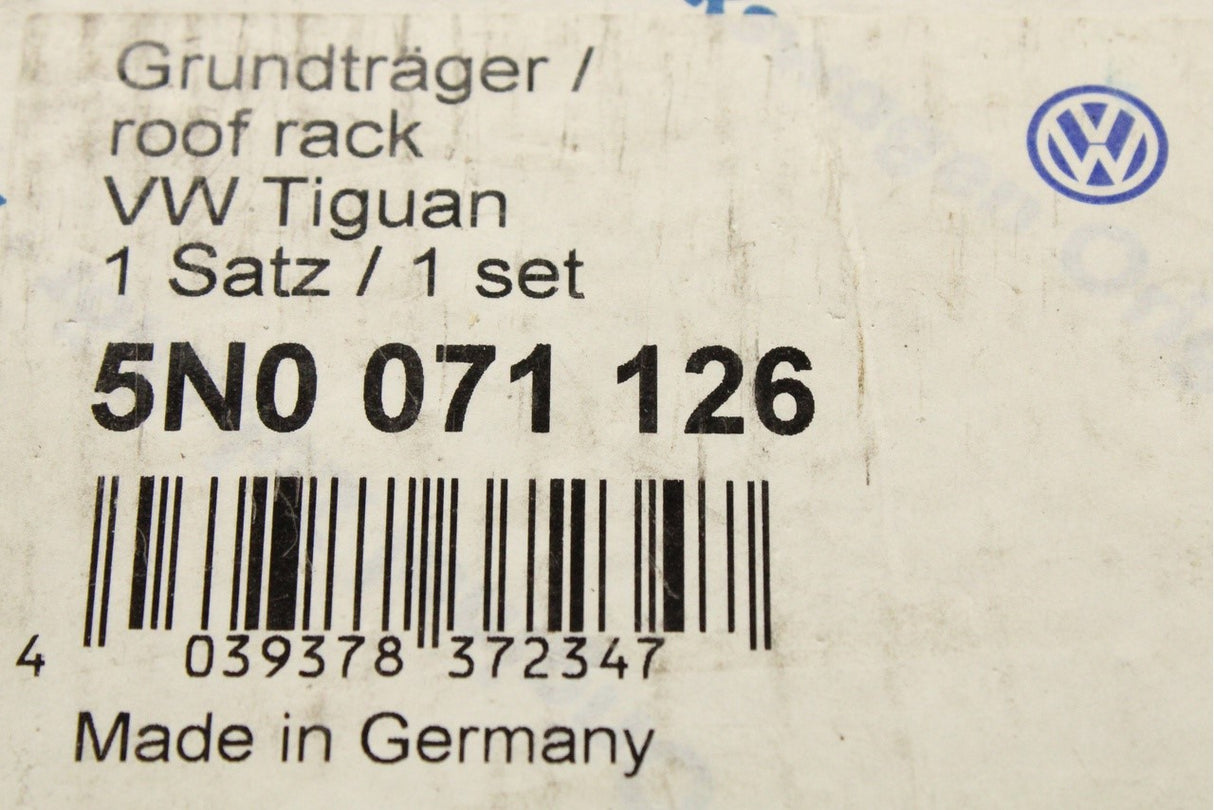 Grundträger /
roof rack
VW Tiguan
1 Satz / 1 set
5N0 071 126
4 039378 372347
Made in Germany